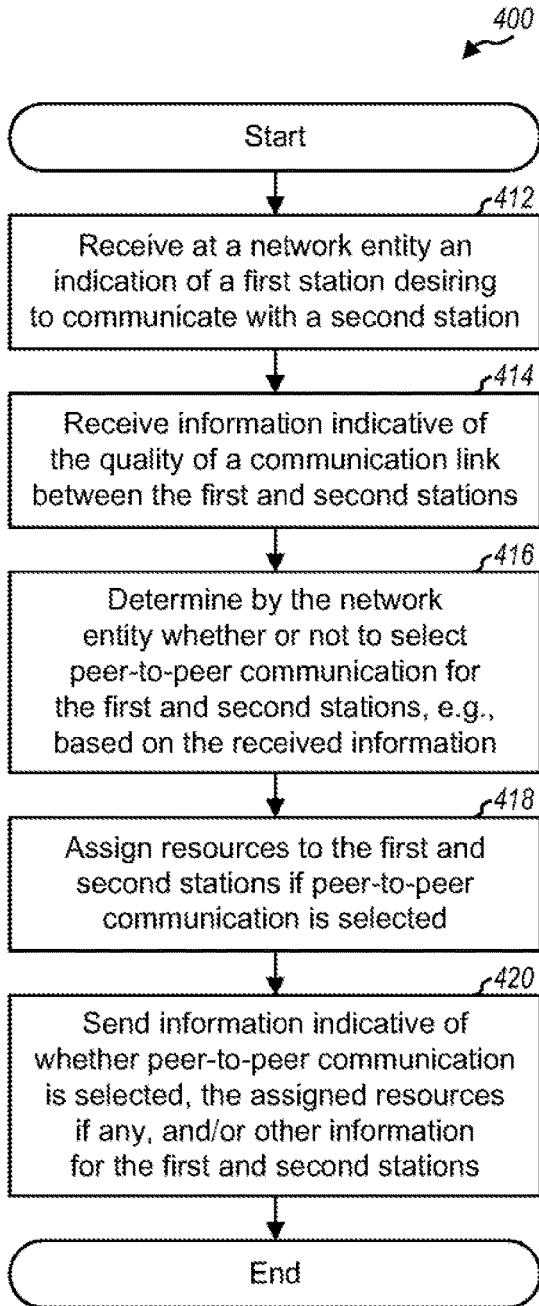 400
Start
412
Receive at a network entity an
indication of a first station desiring
to communicate with a second station
414
Receive information indicative of
the quality of a communication link
between the first and second stations
416
Determine by the network
entity whether or not to select
peer-to-peer communication for
the first and second stations, e.g.,
based on the received information
418
Assign resources to the first and
second stations if peer-to-peer
communication is selected
420
Send information indicative of
whether peer-to-peer communication
is selected, the assigned resources
if any, and/or other information
for the first and second stations
End